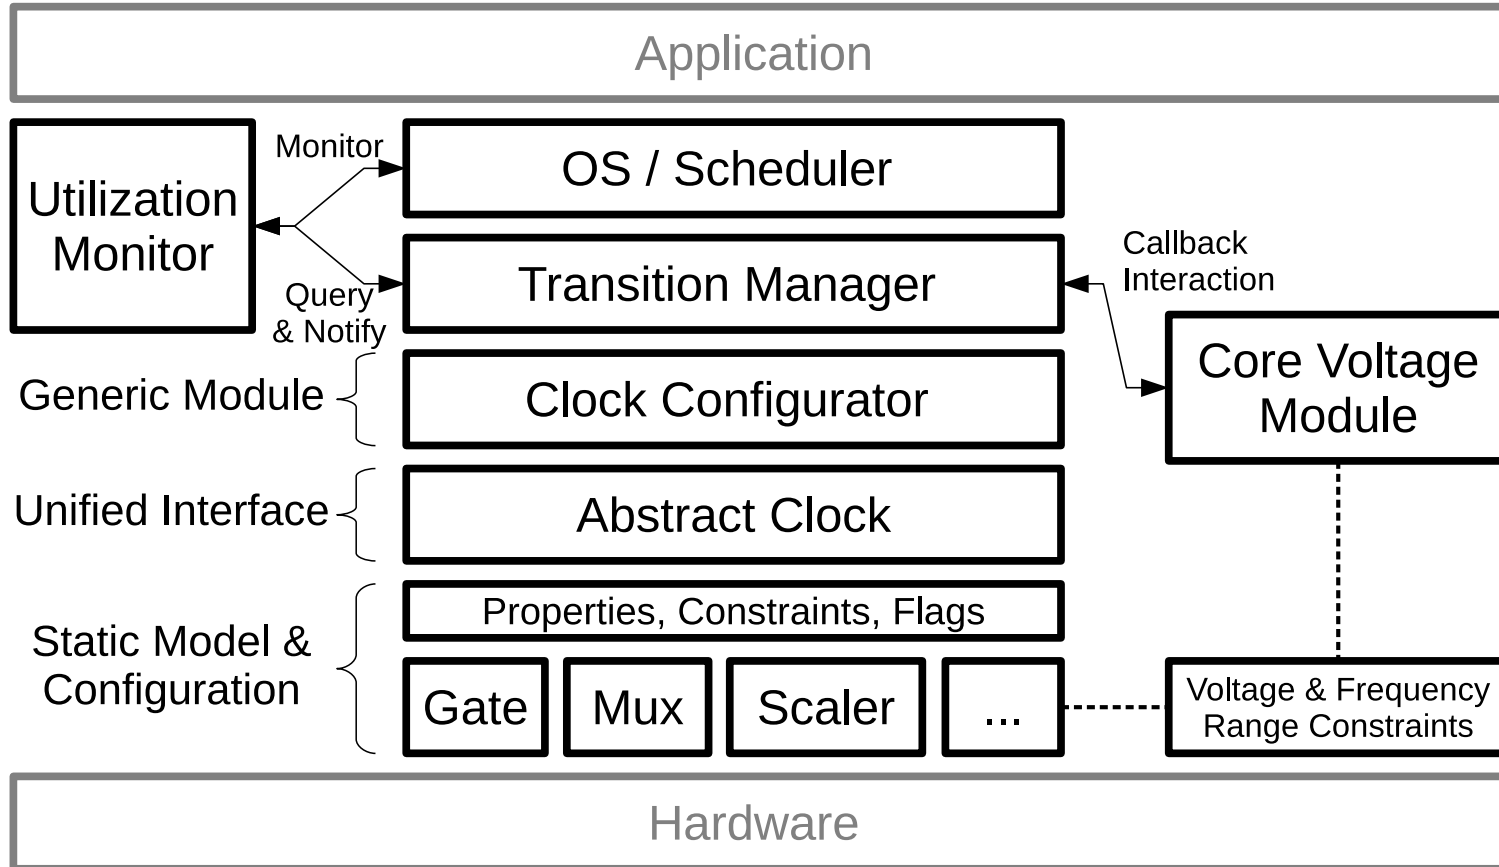 Application
Utilization
Monitor
Monitor
Query
& Notify
OS / Scheduler
Transition Manager
Callback
Interaction
Core Voltage
Module
Generic Module
Clock Configurator
Unified Interface
Abstract Clock
Static Model &
Configuration
Properties, Constraints, Flags
Gate
Mux
Scaler
...
Voltage & Frequency
Range Constraints
Hardware